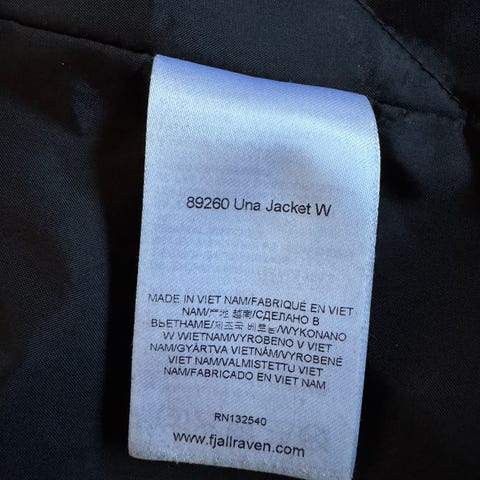 89260 Una Jacket W
MADE IN VIET NAM/FABRIQUÉ EN VIET
NAM/产地 越南/СДЕЛАНО В
ВЬЕТНАМЕ/제조국 베트남/WYKONANO
W WIETNAM/VYROBENO V VIET
NAM/GYÁRTVA VIETNÁM/VYROBENÉ
VIET NAM/VALMISTETTU VIET
NAM/FABRICADO EN VIET NAM
RN132540
www.fjallraven.com